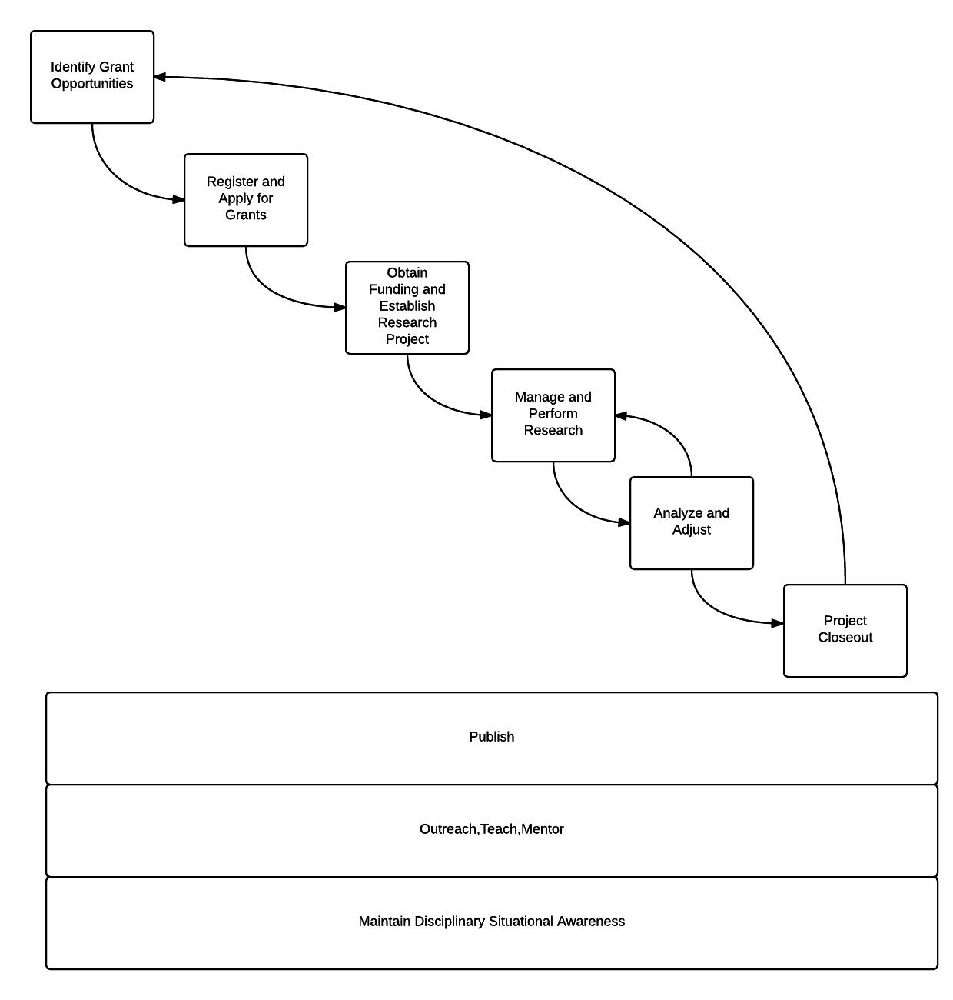 Identify Grant
Opportunities
Register and
Apply for
Grants
Obtain
Funding and
Establish
Research
Project
Manage and
Perform
Research
Analyze and
Adjust
Project
Closeout
Publish
Outreach,Teach,Mentor
Maintain Disciplinary Situational Awareness